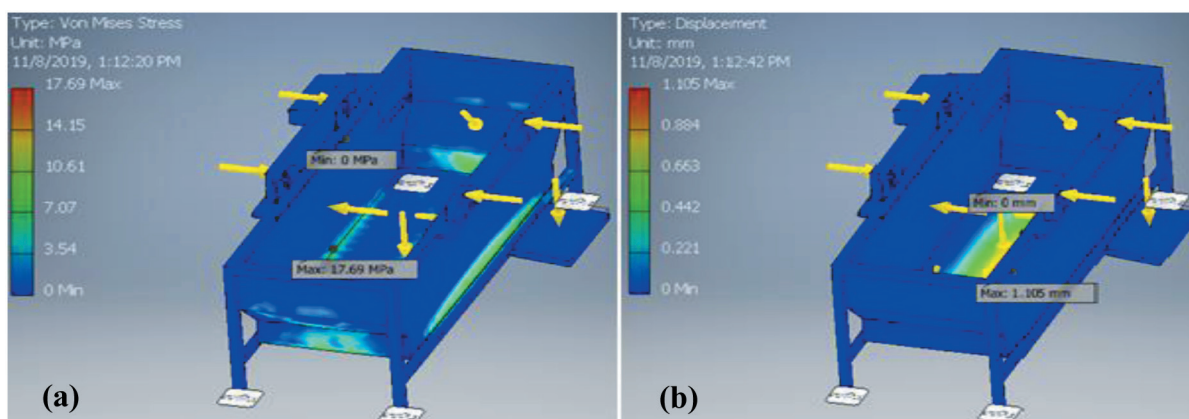 Type: Von Mises Stress
Unit: MPa
11/8/2019, 1:12:20 PM
17.69 Max
14.15
10.61
7.07
3.54
0 Min
Min: 0 MPa
Max: 17.69 MPa
(a)
Type: Displacement
Unit: mm
11/8/2019, 1:12:42 PM
1.105 Max
0.884
0.663
0.442
0.221
0 Min
Min: 0 mm
Max: 1.105 mm
(b)